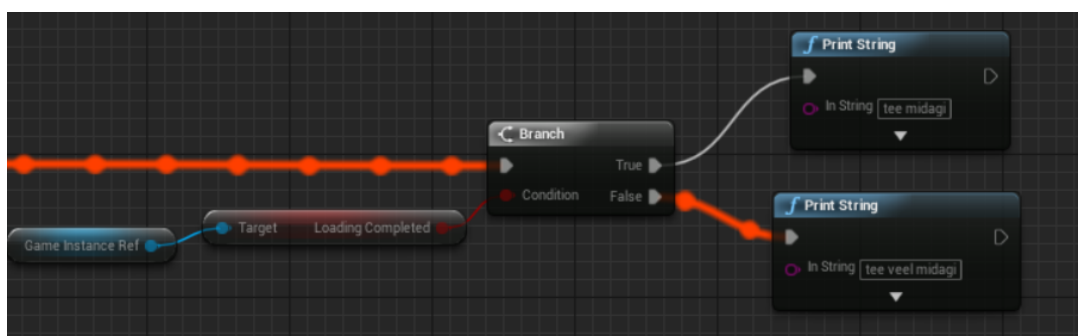 Print String
In String tee midagi
Branch
True
Condition False
Print String
In String tee veel midagi
Target Loading Completed
Game Instance Ref